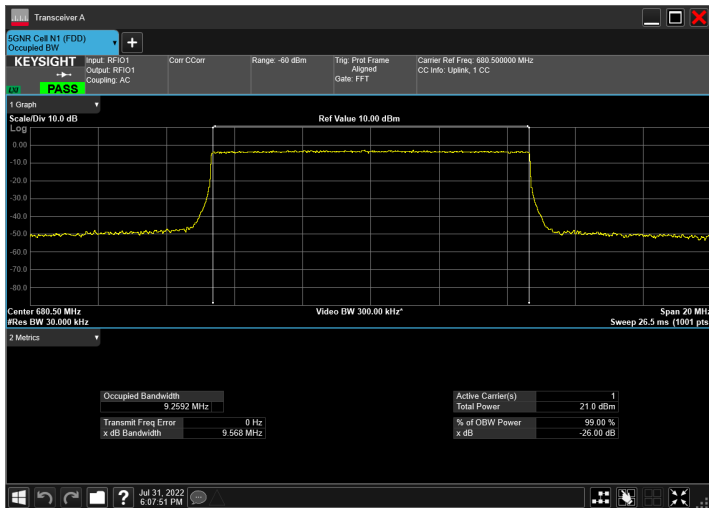 Transceiver A
5GNR Cell N1 (FDD)
Occupied BW
+
KEYSIGHT
LXI
PASS
Input: RFIO1
Output: RFIO1
Coupling: AC
Corr CCorr
Range: -60 dBm
Trig: Prot Frame
Aligned
Gate: FFT
Carrier Ref Freq: 680.500000 MHz
CC Info: Uplink, 1 CC
1 Graph
Scale/Div 10.0 dB
Ref Value 10.00 dBm
Log
0.00
-10.0
-20.0
-30.0
-40.0
-50.0
-60.0
-70.0
-80.0
Center 680.50 MHz
Video BW 300.00 kHz*
Span 20 MHz
#Res BW 30.000 kHz
Sweep 26.5 ms (1001 pts
2 Metrics
Occupied Bandwidth
9.2592 MHz
Transmit Freq Error 0 Hz
x dB Bandwidth 9.568 MHz
Active Carrier(s) 1
Total Power 21.0 dBm
% of OBW Power 99.00 %
x dB -26.00 dB
?
Jul 31, 2022
6:07:51 PM